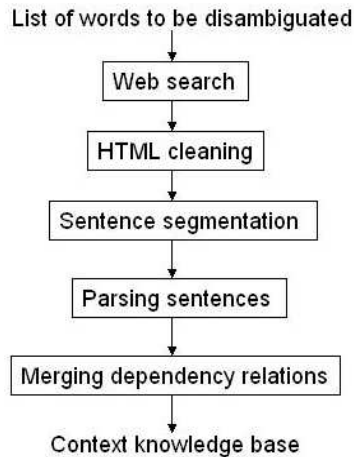 List of words to be disambiguated
Web search
HTML cleaning
Sentence segmentation
Parsing sentences
Merging dependency relations
Context knowledge base